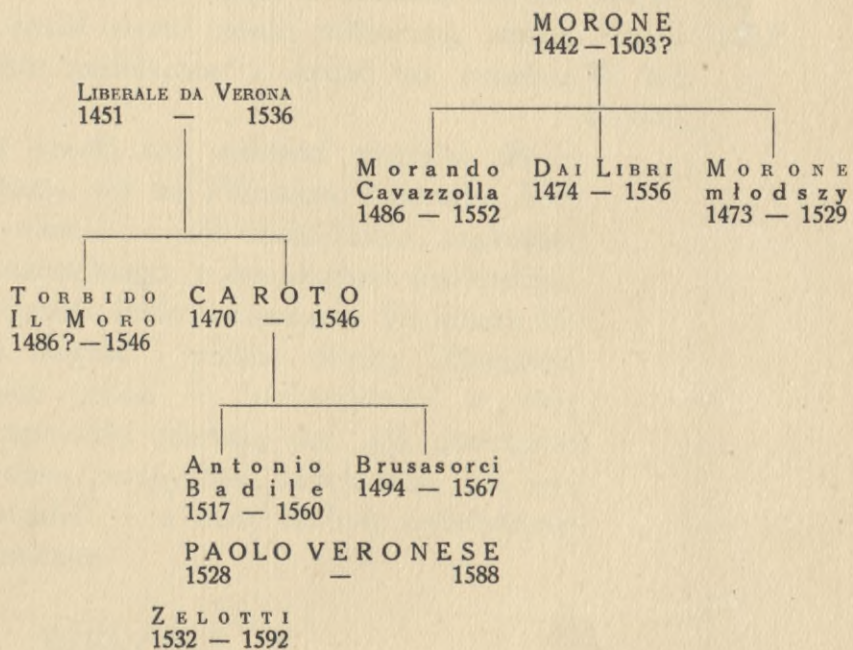 MORONE
1442 — 1503?
LIBERALE DA VERONA
1451 — 1536
Morando
Cavazzolla
1486 — 1552
DAI LIBRI
1474 — 1556
MORONE
młodszy
1473 — 1529
TORBIDO
IL MORO
1486? — 1546
CAROTO
1470 — 1546
Antonio
Badile
1517 — 1560
Brusasorci
1494 — 1567
PAOLO VERONESE
1528 — 1588
ZELOTTI
1532 — 1592